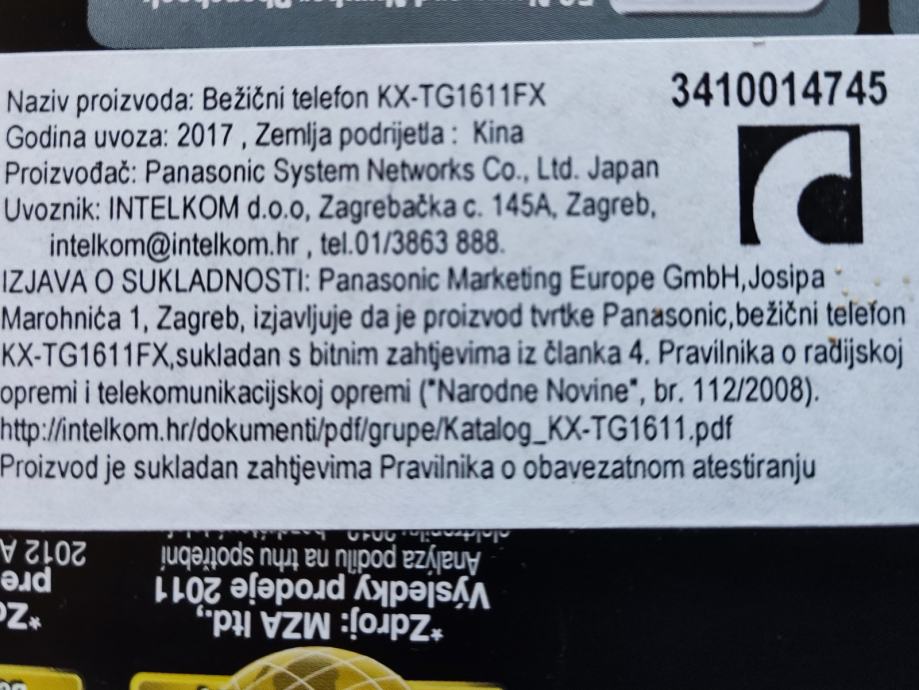 Naziv proizvoda: Bežični telefon KX-TG1611FX
3410014745
Godina uvoza: 2017 , Zemlja podrijetla : Kina
Proizvođač: Panasonic System Networks Co., Ltd. Japan
Uvoznik: INTELKOM d.o.o, Zagrebačka c. 145A, Zagreb,
intelkom@intelkom.hr , tel.01/3863 888.
IZJAVA O SUKLADNOSTI: Panasonic Marketing Europe GmbH,Josipa
Marohnića 1, Zagreb, izjavljuje da je proizvod tvrtke Panasonic,bežični telefon
KX-TG1611FX,sukladan s bitnim zahtjevima iz članka 4. Pravilnika o radijskoj
opremi i telekomunikacijskoj opremi ("Narodne Novine", br. 112/2008).
http://intelkom.hr/dokumenti/pdf/grupe/Katalog_KX-TG1611.pdf
Proizvod je sukladan zahtjevima Pravilnika o obavezatnom atestiranju
*Zdroj: MZA ltd.,
Výsledky prodeje 2011
Analýza podílu na trhu spotřební
2012 A